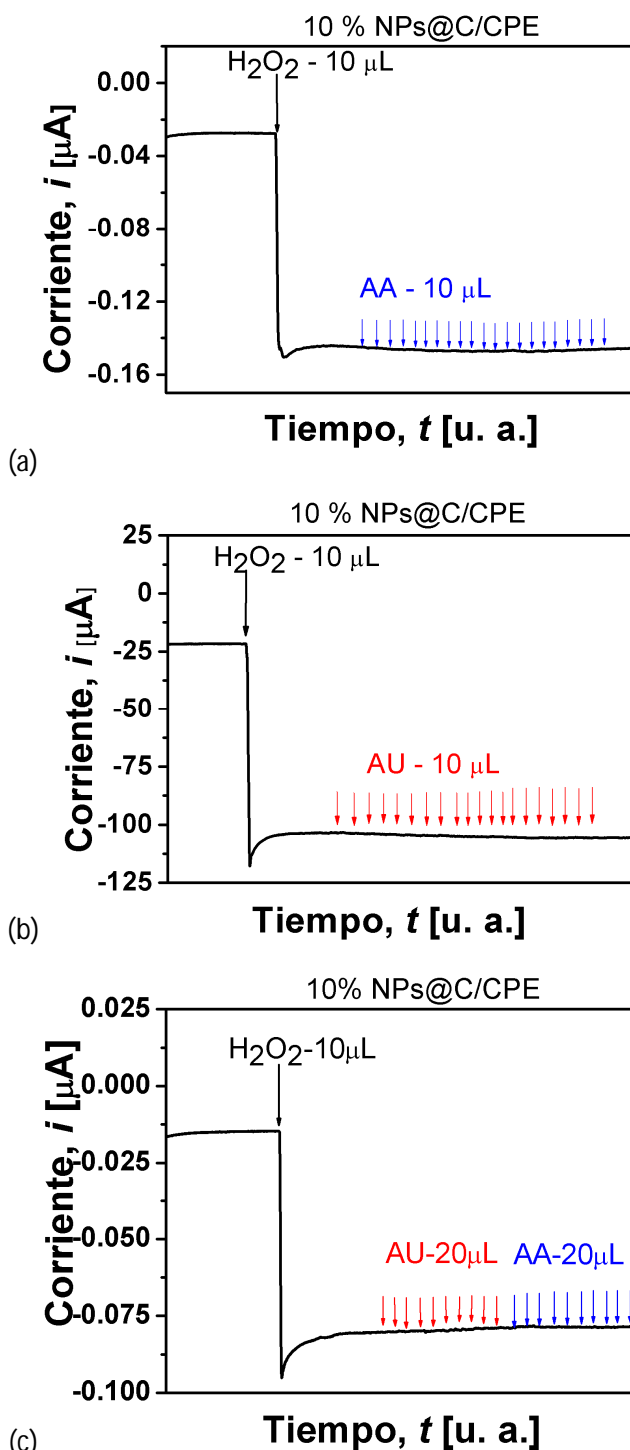 10 % NPs@C/CPE
H2O2 - 10 μL
0.00
-0.04
-0.08
-0.12
-0.16
Corriente, i [μA]
AA - 10 μL
Tiempo, t [u. a.]
(a)
10 % NPs@C/CPE
25
H2O2 - 10 μL
0
-25
-50
-75
-100
-125
Corriente, i [μA]
AU - 10 μL
Tiempo, t [u. a.]
(b)
10% NPs@C/CPE
0.025
H2O2-10μL
0.000
-0.025
-0.050
-0.075
-0.100
Corriente, i [μA]
AU-20μL AA-20μL
Tiempo, t [u. a.]
(c)